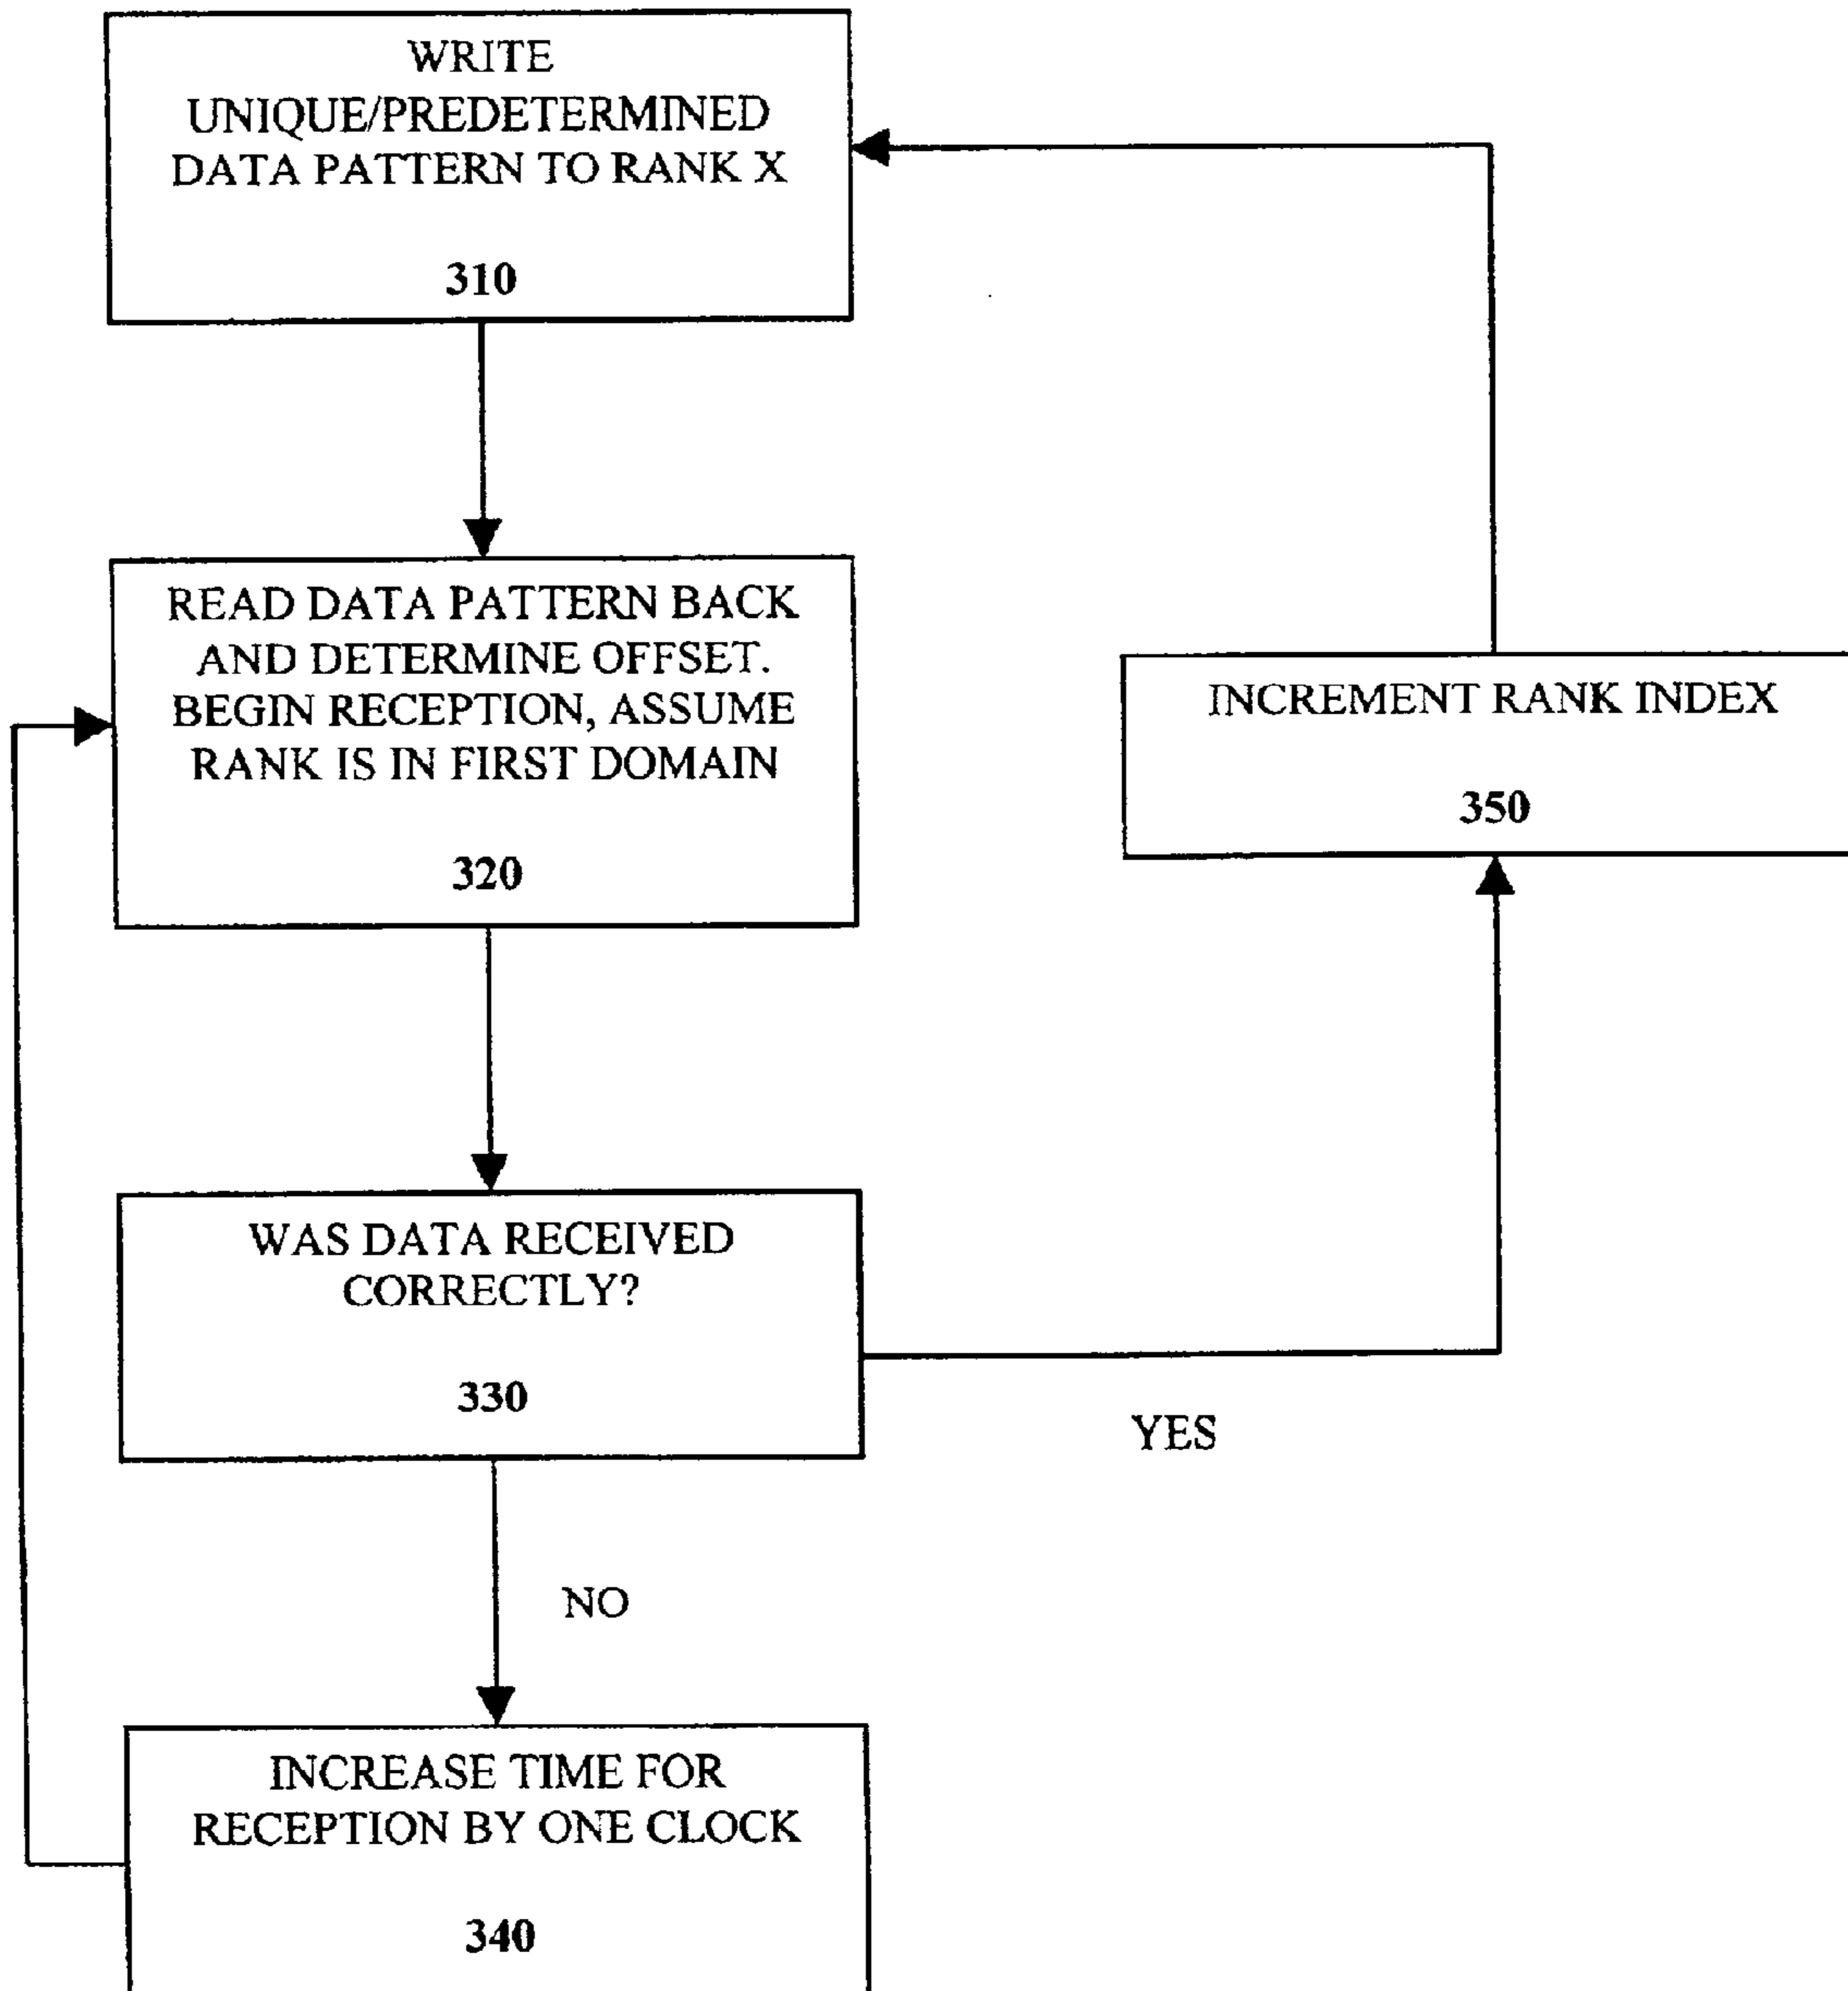 WRITE
UNIQUE/PREDETERMINED
DATA PATTERN TO RANK X
310
READ DATA PATTERN BACK
AND DETERMINE OFFSET.
BEGIN RECEPTION, ASSUME
RANK IS IN FIRST DOMAIN
320
INCREMENT RANK INDEX
350
WAS DATA RECEIVED
CORRECTLY?
330
YES
NO
INCREASE TIME FOR
RECEPTION BY ONE CLOCK
340